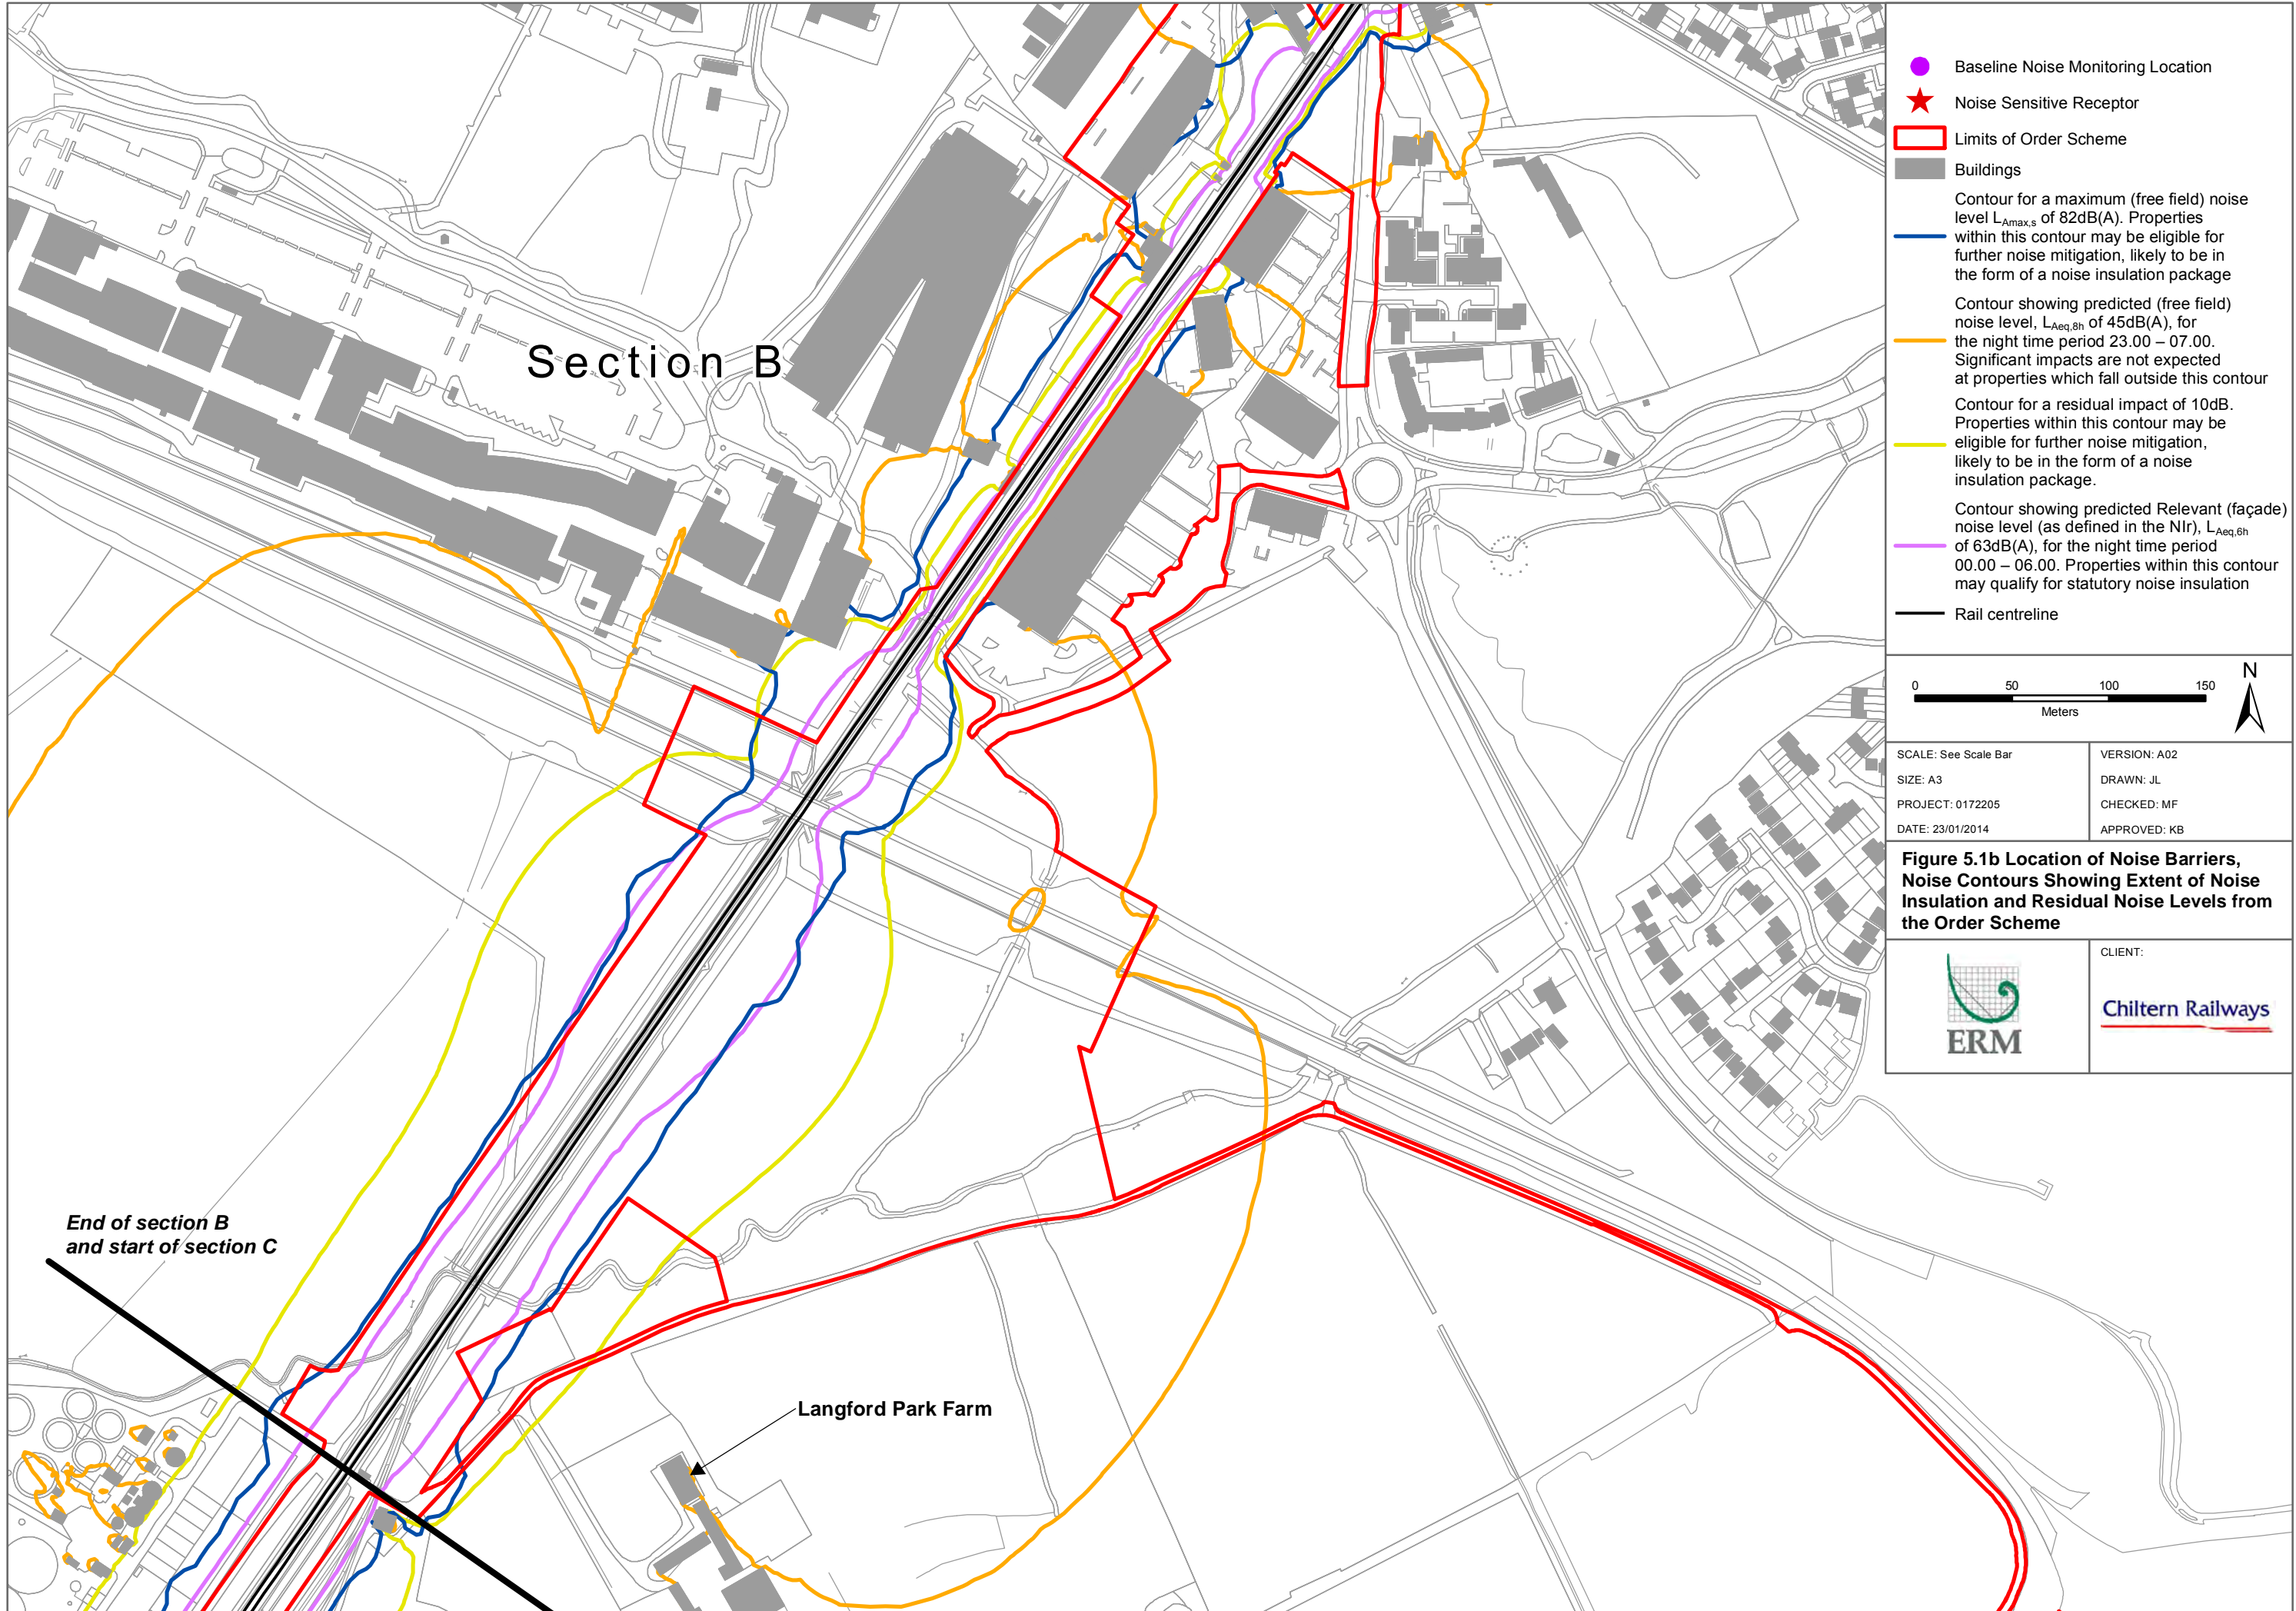 Section B
End of section B
and start of section C
Langford Park Farm
Baseline Noise Monitoring Location
Noise Sensitive Receptor
Limits of Order Scheme
Buildings
Contour for a maximum (free field) noise
level LAmax,s of 82dB(A). Properties
within this contour may be eligible for
further noise mitigation, likely to be in
the form of a noise insulation package
Contour showing predicted (free field)
noise level, LAeq,8h of 45dB(A), for
the night time period 23.00 – 07.00.
Significant impacts are not expected
at properties which fall outside this contour
Contour for a residual impact of 10dB.
Properties within this contour may be
eligible for further noise mitigation,
likely to be in the form of a noise
insulation package.
Contour showing predicted Relevant (façade)
noise level (as defined in the NIr), LAeq,6h
of 63dB(A), for the night time period
00.00 – 06.00. Properties within this contour
may qualify for statutory noise insulation
Rail centreline
0 50 100 150
Meters
N
SCALE: See Scale Bar
SIZE: A3
PROJECT: 0172205
DATE: 23/01/2014
VERSION: A02
DRAWN: JL
CHECKED: MF
APPROVED: KB
Figure 5.1b Location of Noise Barriers,
Noise Contours Showing Extent of Noise
Insulation and Residual Noise Levels from
the Order Scheme
ERM
CLIENT:
Chiltern Railways